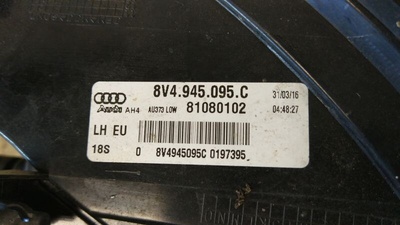 8V4.945.095.C
31/03/16
AH4 AU373 LOW 81080102
04:48:27
LH EU
18S 0 8V4945095C 0197395